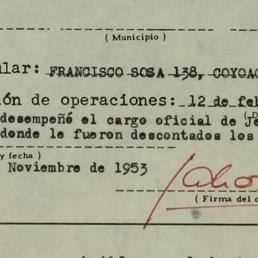 ( Municipio )
ular: FRANCISCO SOSA 138, COYOAC
ión de operaciones: 12 de feb
desempeñé el cargo oficial de
donde le fueron descontados los
y fecha)
Noviembre de 1953
( Firma del d